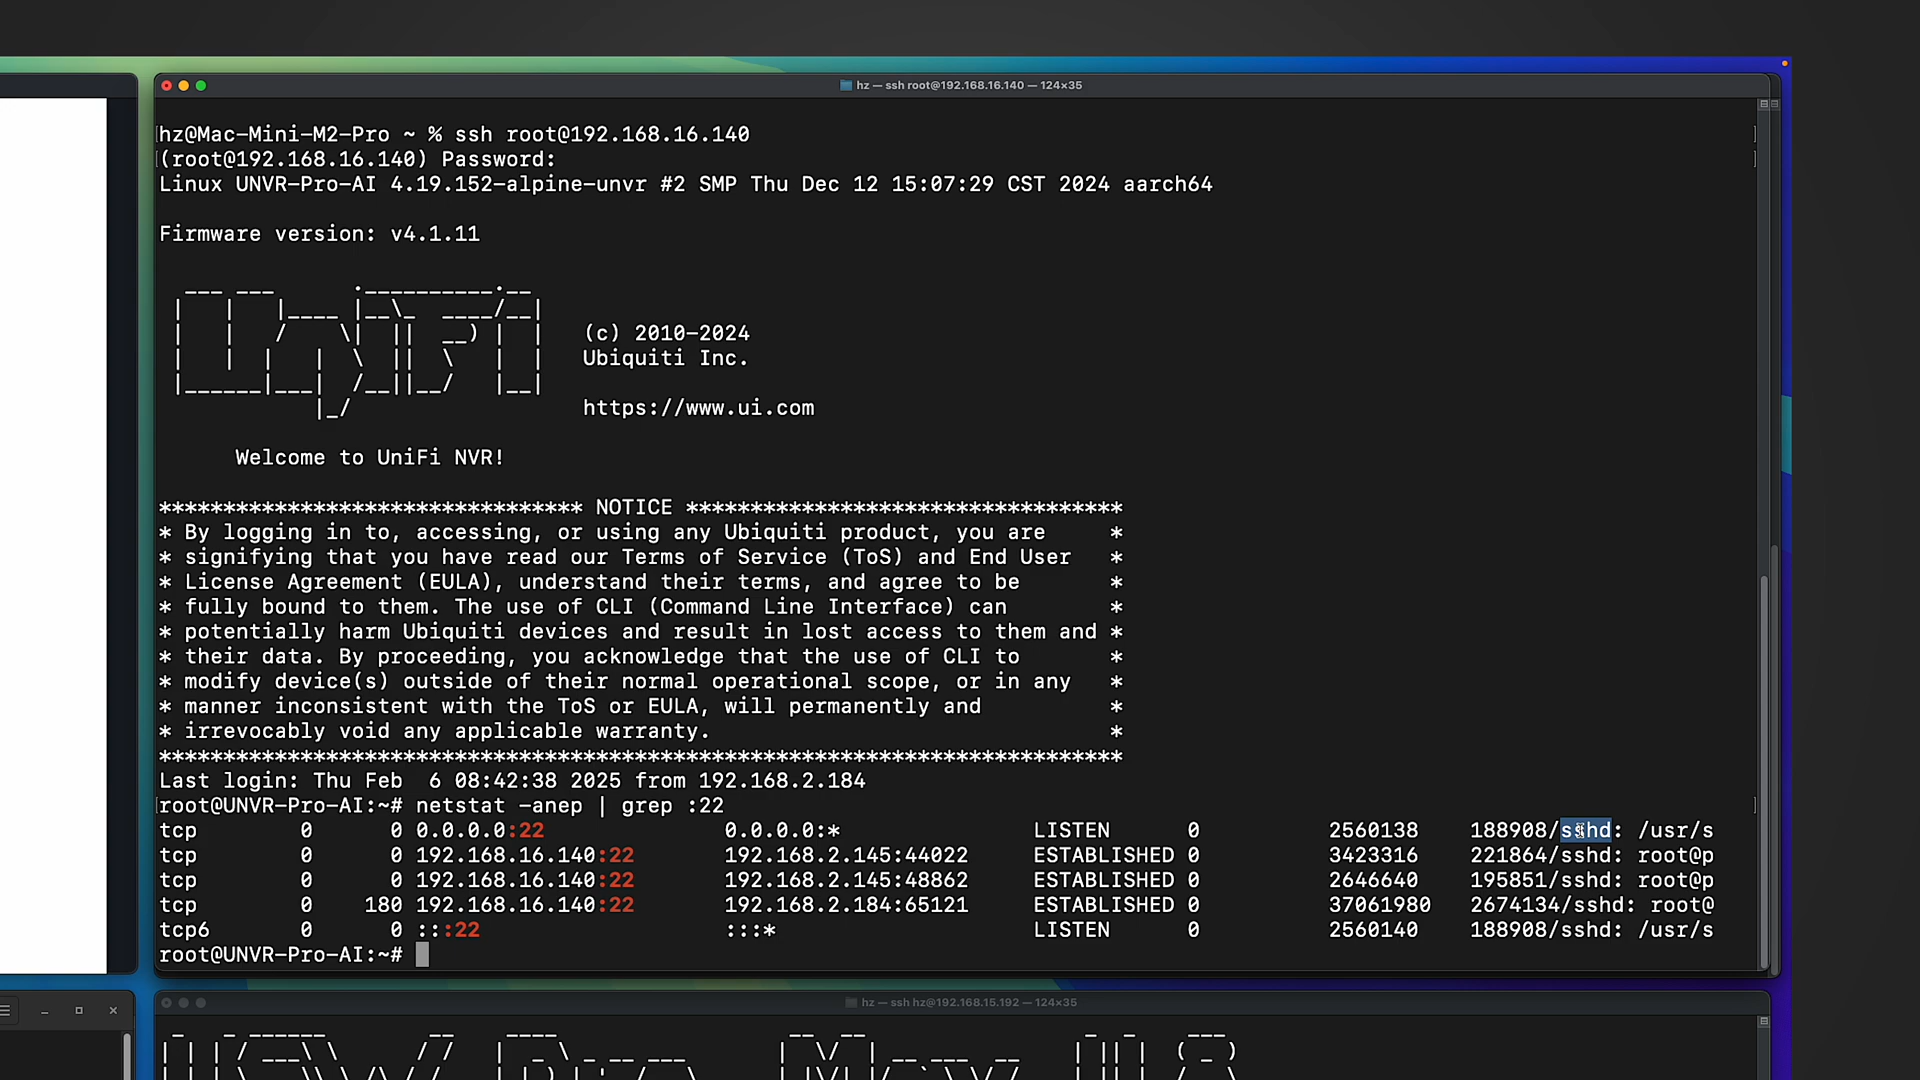 hz — ssh root@192.168.16.140 — 124×35
hz@Mac-Mini-M2-Pro ~ % ssh root@192.168.16.140
(root@192.168.16.140) Password:
Linux UNVR-Pro-AI 4.19.152-alpine-unvr #2 SMP Thu Dec 12 15:07:29 CST 2024 aarch64
Firmware version: v4.1.11
UniFi
(c) 2010-2024
Ubiquiti Inc.
https://www.ui.com
Welcome to UniFi NVR!
********************************* NOTICE **********************************
* By logging in to, accessing, or using any Ubiquiti product, you are *
* signifying that you have read our Terms of Service (ToS) and End User *
* License Agreement (EULA), understand their terms, and agree to be *
* fully bound to them. The use of CLI (Command Line Interface) can *
* potentially harm Ubiquiti devices and result in lost access to them and *
* their data. By proceeding, you acknowledge that the use of CLI to *
* modify device(s) outside of their normal operational scope, or in any *
* manner inconsistent with the ToS or EULA, will permanently and *
* irrevocably void any applicable warranty. *
***************************************************************************
Last login: Thu Feb  6 08:42:38 2025 from 192.168.2.184
root@UNVR-Pro-AI:~# netstat -anep | grep :22
tcp 0 0 0.0.0.0:22 0.0.0.0:* LISTEN 0 2560138 188908/sshd: /usr/s
tcp 0 0 192.168.16.140:22 192.168.2.145:44022 ESTABLISHED 0 3423316 221864/sshd: root@p
tcp 0 0 192.168.16.140:22 192.168.2.145:48862 ESTABLISHED 0 2646640 195851/sshd: root@p
tcp 0 180 192.168.16.140:22 192.168.2.184:65121 ESTABLISHED 0 37061980 2674134/sshd: root@
tcp6 0 0 :::22 :::* LISTEN 0 2560140 188908/sshd: /usr/s
root@UNVR-Pro-AI:~#
hz — ssh hz@192.168.15.192 — 124×35